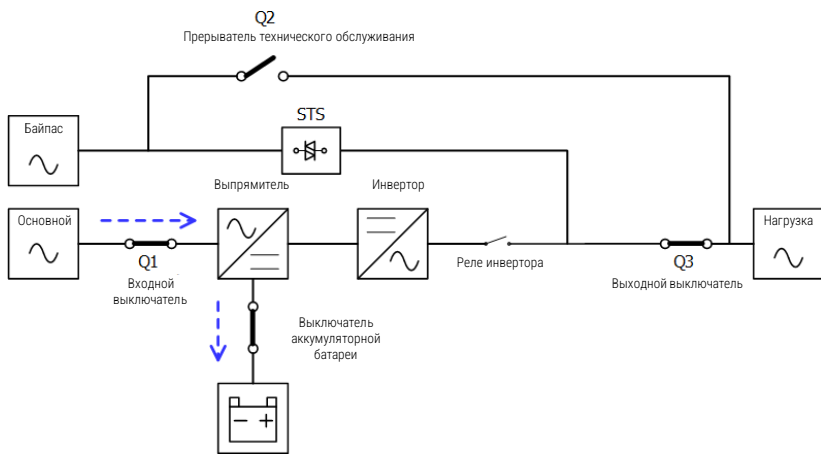 Q2
Прерыватель технического обслуживания
STS
Байпас
Выпрямитель
Инвертор
Основной
Нагрузка
Q1
Входной
выключатель
Реле инвертора
Q3
Выходной выключатель
Выключатель
аккумуляторной
батареи